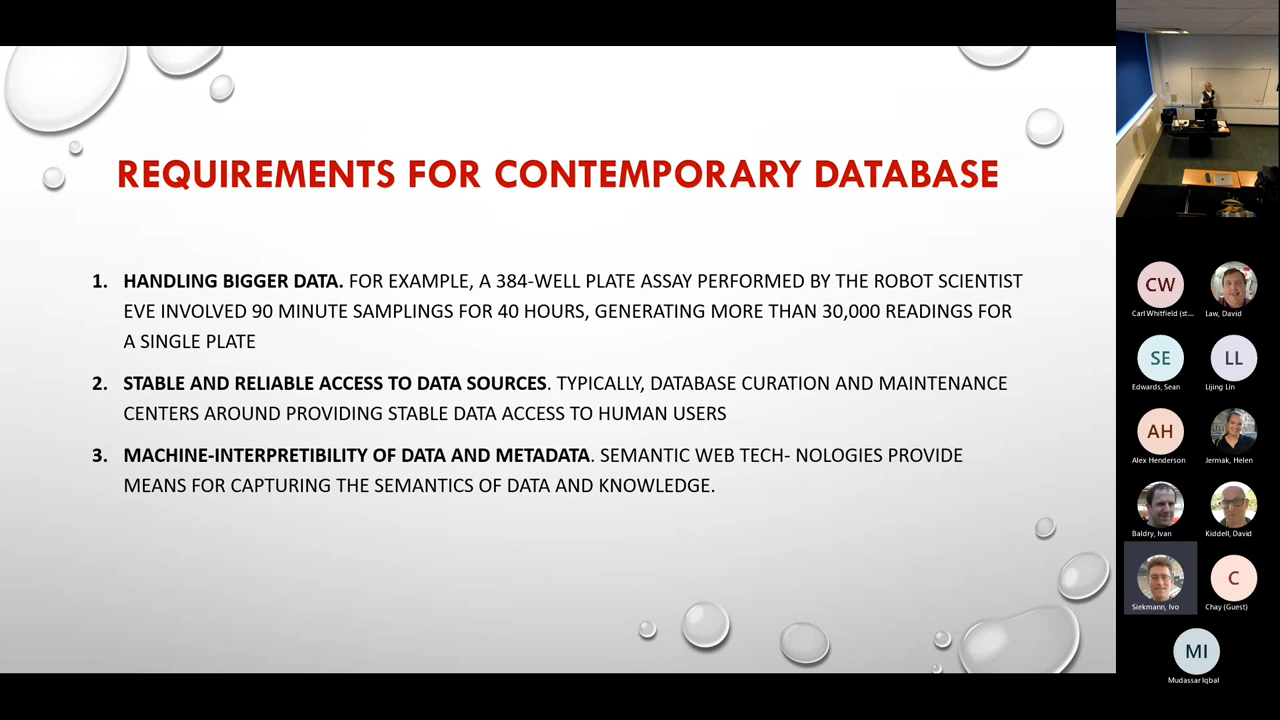 REQUIREMENTS FOR CONTEMPORARY DATABASE
1. HANDLING BIGGER DATA. FOR EXAMPLE, A 384-WELL PLATE ASSAY PERFORMED BY THE ROBOT SCIENTIST
EVE INVOLVED 90 MINUTE SAMPLINGS FOR 40 HOURS, GENERATING MORE THAN 30,000 READINGS FOR
A SINGLE PLATE
2. STABLE AND RELIABLE ACCESS TO DATA SOURCES. TYPICALLY, DATABASE CURATION AND MAINTENANCE
CENTERS AROUND PROVIDING STABLE DATA ACCESS TO HUMAN USERS
3. MACHINE-INTERPRETIBILITY OF DATA AND METADATA. SEMANTIC WEB TECH- NOLOGIES PROVIDE
MEANS FOR CAPTURING THE SEMANTICS OF DATA AND KNOWLEDGE.
CW
Carl Whitfield (st...
Law, David
SE
Edwards, Sean
LL
Lijing Lin
AH
Alex Henderson
Jermak, Helen
Baldry, Ivan
Kiddell, David
Siekmann, Ivo
C
Chay (Guest)
MI
Mudassar Iqbal